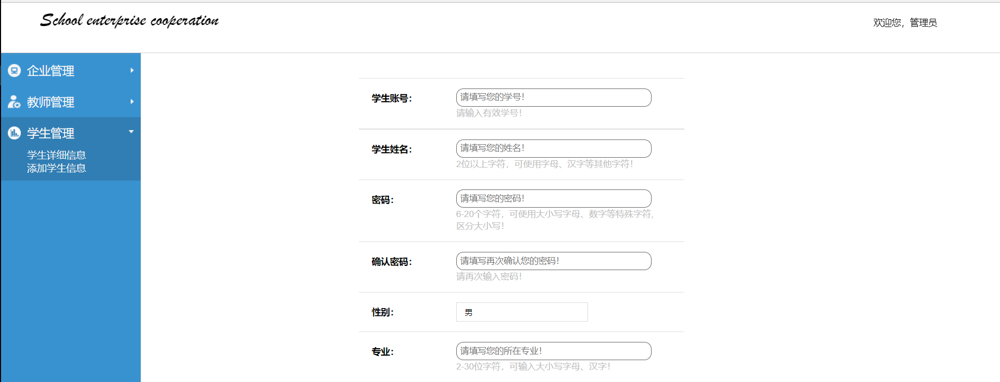 School enterprise cooperation
欢迎您，管理员
企业管理
教师管理
学生管理
学生详细信息
添加学生信息
学生账号：
请填写您的学号！
请输入有效学号！
学生姓名：
请填写您的姓名！
2位以上字符，可使用字母、汉字等其他字符！
密码：
请填写您的密码！
6-20个字符，可使用大小写字母、数字等特殊字符，
区分大小写！
确认密码：
请填写再次确认您的密码！
请再次输入密码！
性别：
男
专业：
请填写您的所在专业！
2-30位字符，可输入大小写字母、汉字！